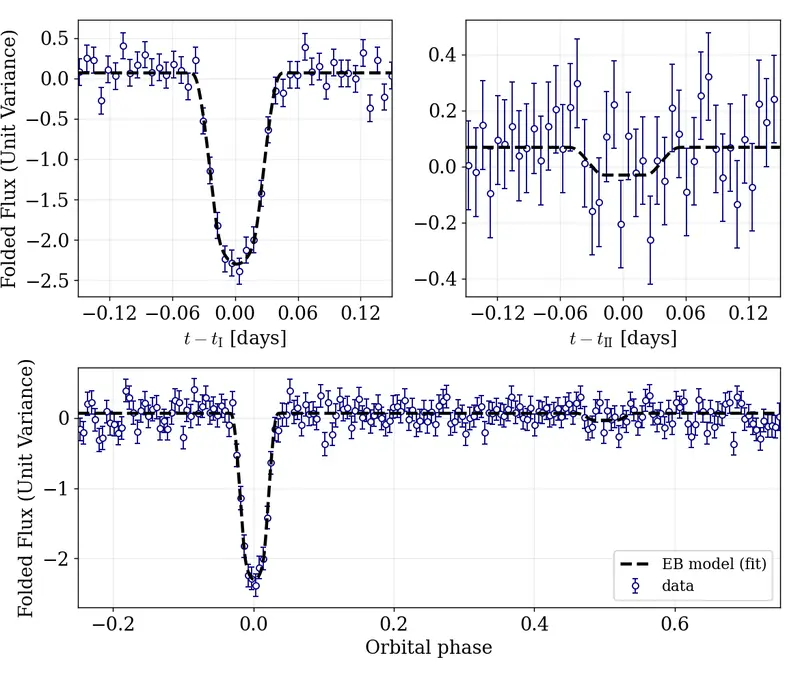 Folded Flux (Unit Variance)
0.5
0.0
−0.5
−1.0
−1.5
−2.0
−2.5
−0.12 −0.06 0.00 0.06 0.12
t − t_I [days]
0.4
0.2
0.0
−0.2
−0.4
−0.12 −0.06 0.00 0.06 0.12
t − t_II [days]
Folded Flux (Unit Variance)
0
−1
−2
EB model (fit)
data
−0.2 0.0 0.2 0.4 0.6
Orbital phase